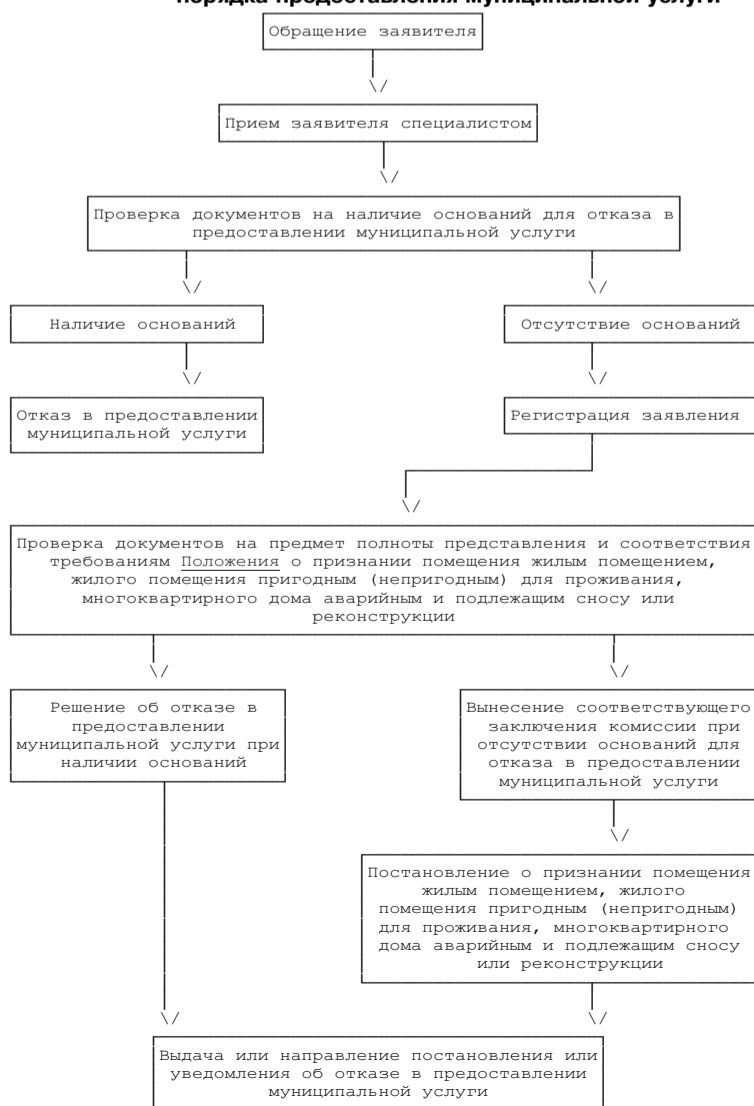 порядка предоставления муниципальной услуги
Обращение заявителя
Прием заявителя специалистом
Проверка документов на наличие оснований для отказа в
предоставлении муниципальной услуги
Наличие оснований
Отсутствие оснований
Отказ в предоставлении
муниципальной услуги
Регистрация заявления
Проверка документов на предмет полноты представления и соответствия
требованиям Положения о признании помещения жилым помещением,
жилого помещения пригодным (непригодным) для проживания,
многоквартирного дома аварийным и подлежащим сносу или
реконструкции
Решение об отказе в
предоставлении
муниципальной услуги при
наличии оснований
Вынесение соответствующего
заключения комиссии при
отсутствии оснований для
отказа в предоставлении
муниципальной услуги
Постановление о признании помещения
жилым помещением, жилого
помещения пригодным (непригодным)
для проживания, многоквартирного
дома аварийным и подлежащим сносу
или реконструкции
Выдача или направление постановления или
уведомления об отказе в предоставлении
муниципальной услуги